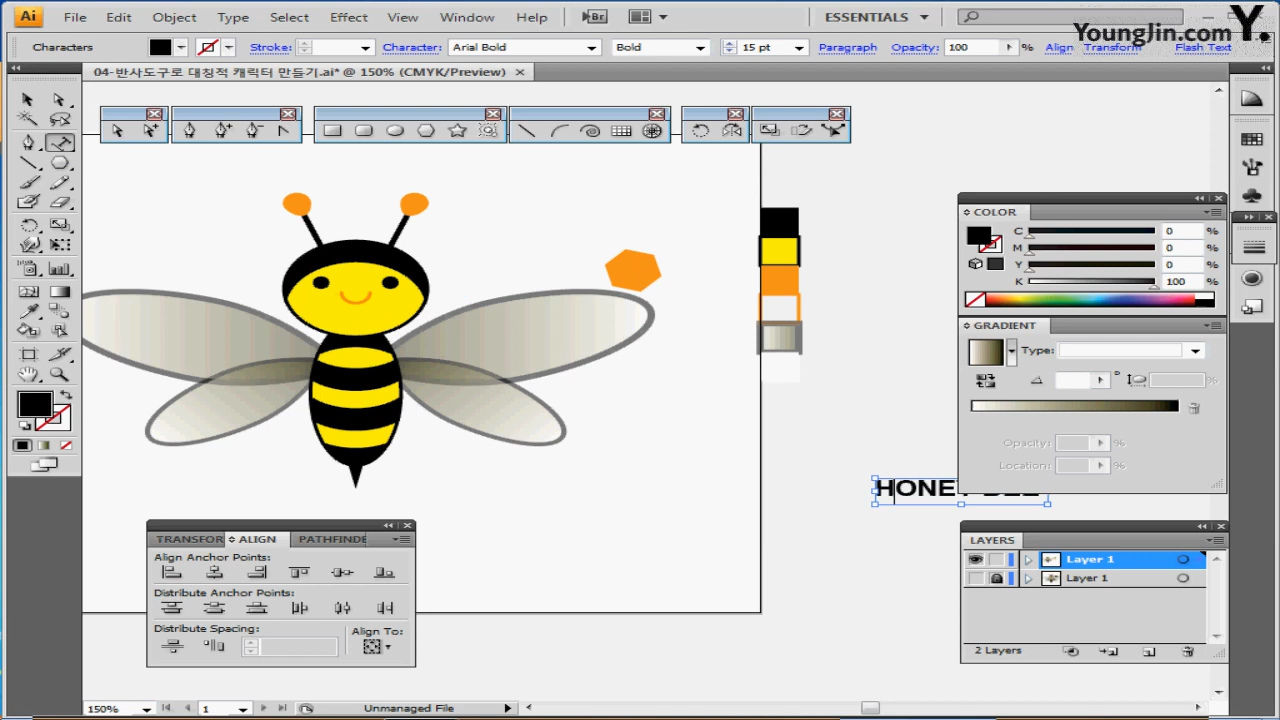 Ai File Edit Object Type Select Effect View Window Help Br ESSENTIALS
YoungJin.com Y.
Characters Stroke: Character: Arial Bold Bold 15 pt Paragraph Opacity: 100 % Align Transform Flash Text
04-반사도구로 대칭적 캐릭터 만들기.ai* @ 150% (CMYK/Preview)
COLOR
C 0 %
M 0 %
Y 0 %
K 100 %
GRADIENT
Type:
°
%
Opacity: %
Location: %
HONEY BEE
TRANSFOR ALIGN PATHFINDE
Align Anchor Points:
Distribute Anchor Points:
Distribute Spacing: Align To:
LAYERS
Layer 1
Layer 1
2 Layers
150% 1 Unmanaged File